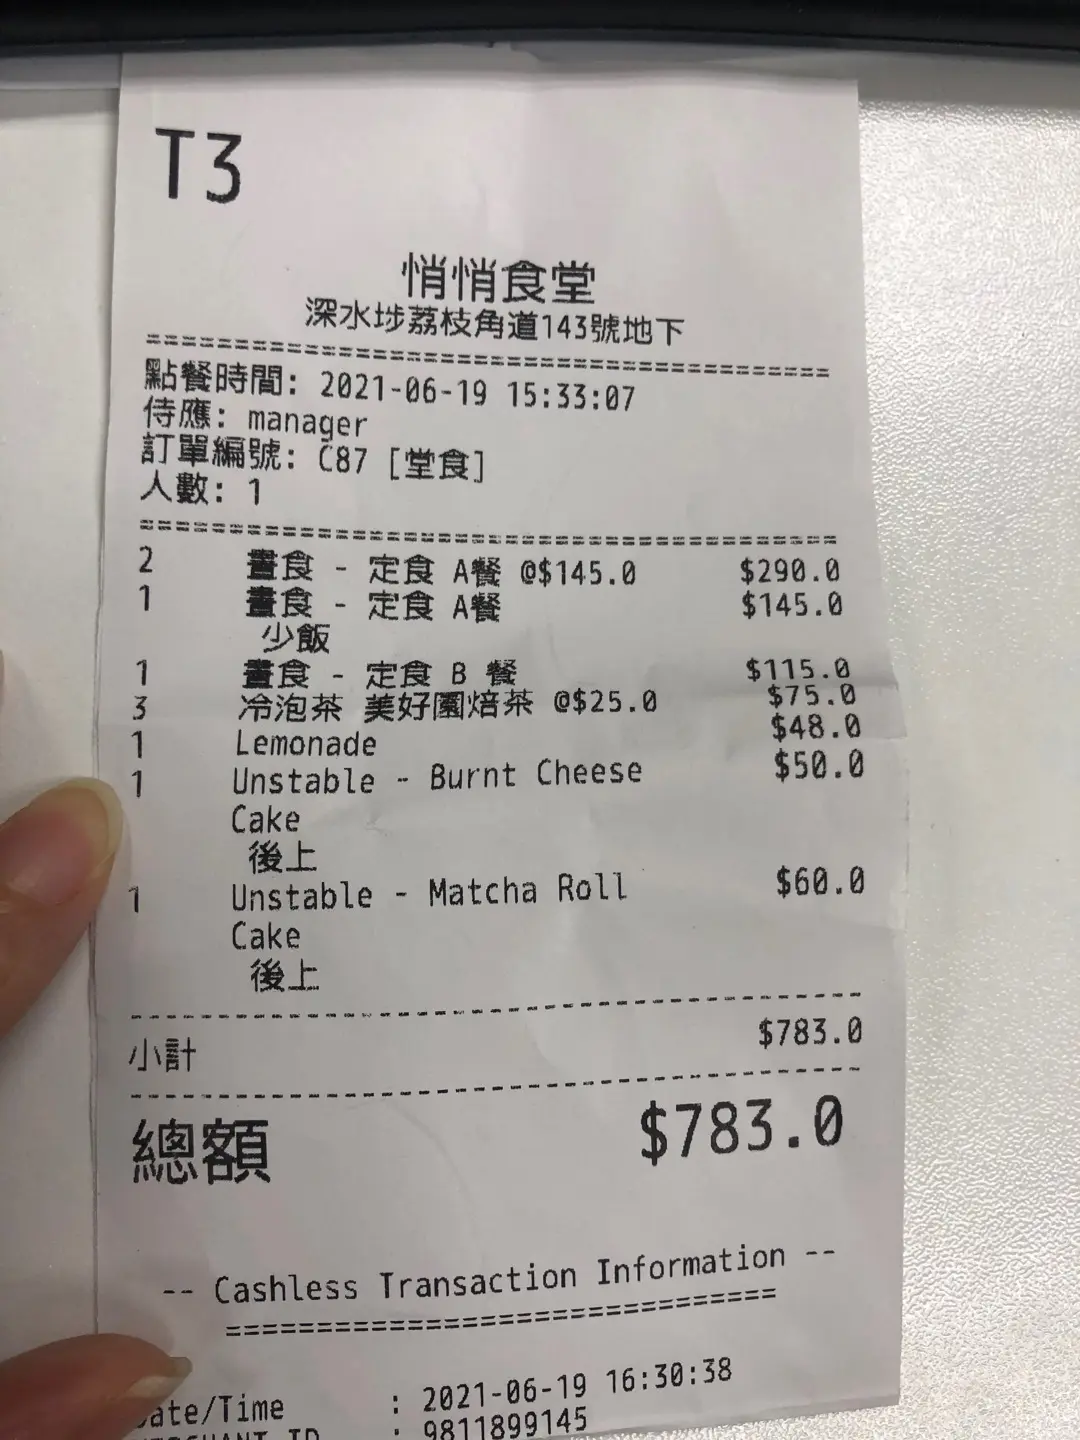 T3
悄悄食堂
深水埗荔枝角道143號地下
點餐時間: 2021-06-19 15:33:07
侍應: manager
訂單編號: C87 [堂食]
人數: 1
2 晝食 - 定食 A餐 @$145.0 $290.0
1 晝食 - 定食 A餐 $145.0
少飯
1 晝食 - 定食 B 餐 $115.0
3 冷泡茶 美好園焙茶 @$25.0 $75.0
1 Lemonade $48.0
1 Unstable - Burnt Cheese $50.0
Cake
後上
1 Unstable - Matcha Roll $60.0
Cake
後上
小計 $783.0
總額 $783.0
-- Cashless Transaction Information --
Date/Time : 2021-06-19 16:30:38
MERCHANT ID : 9811899145